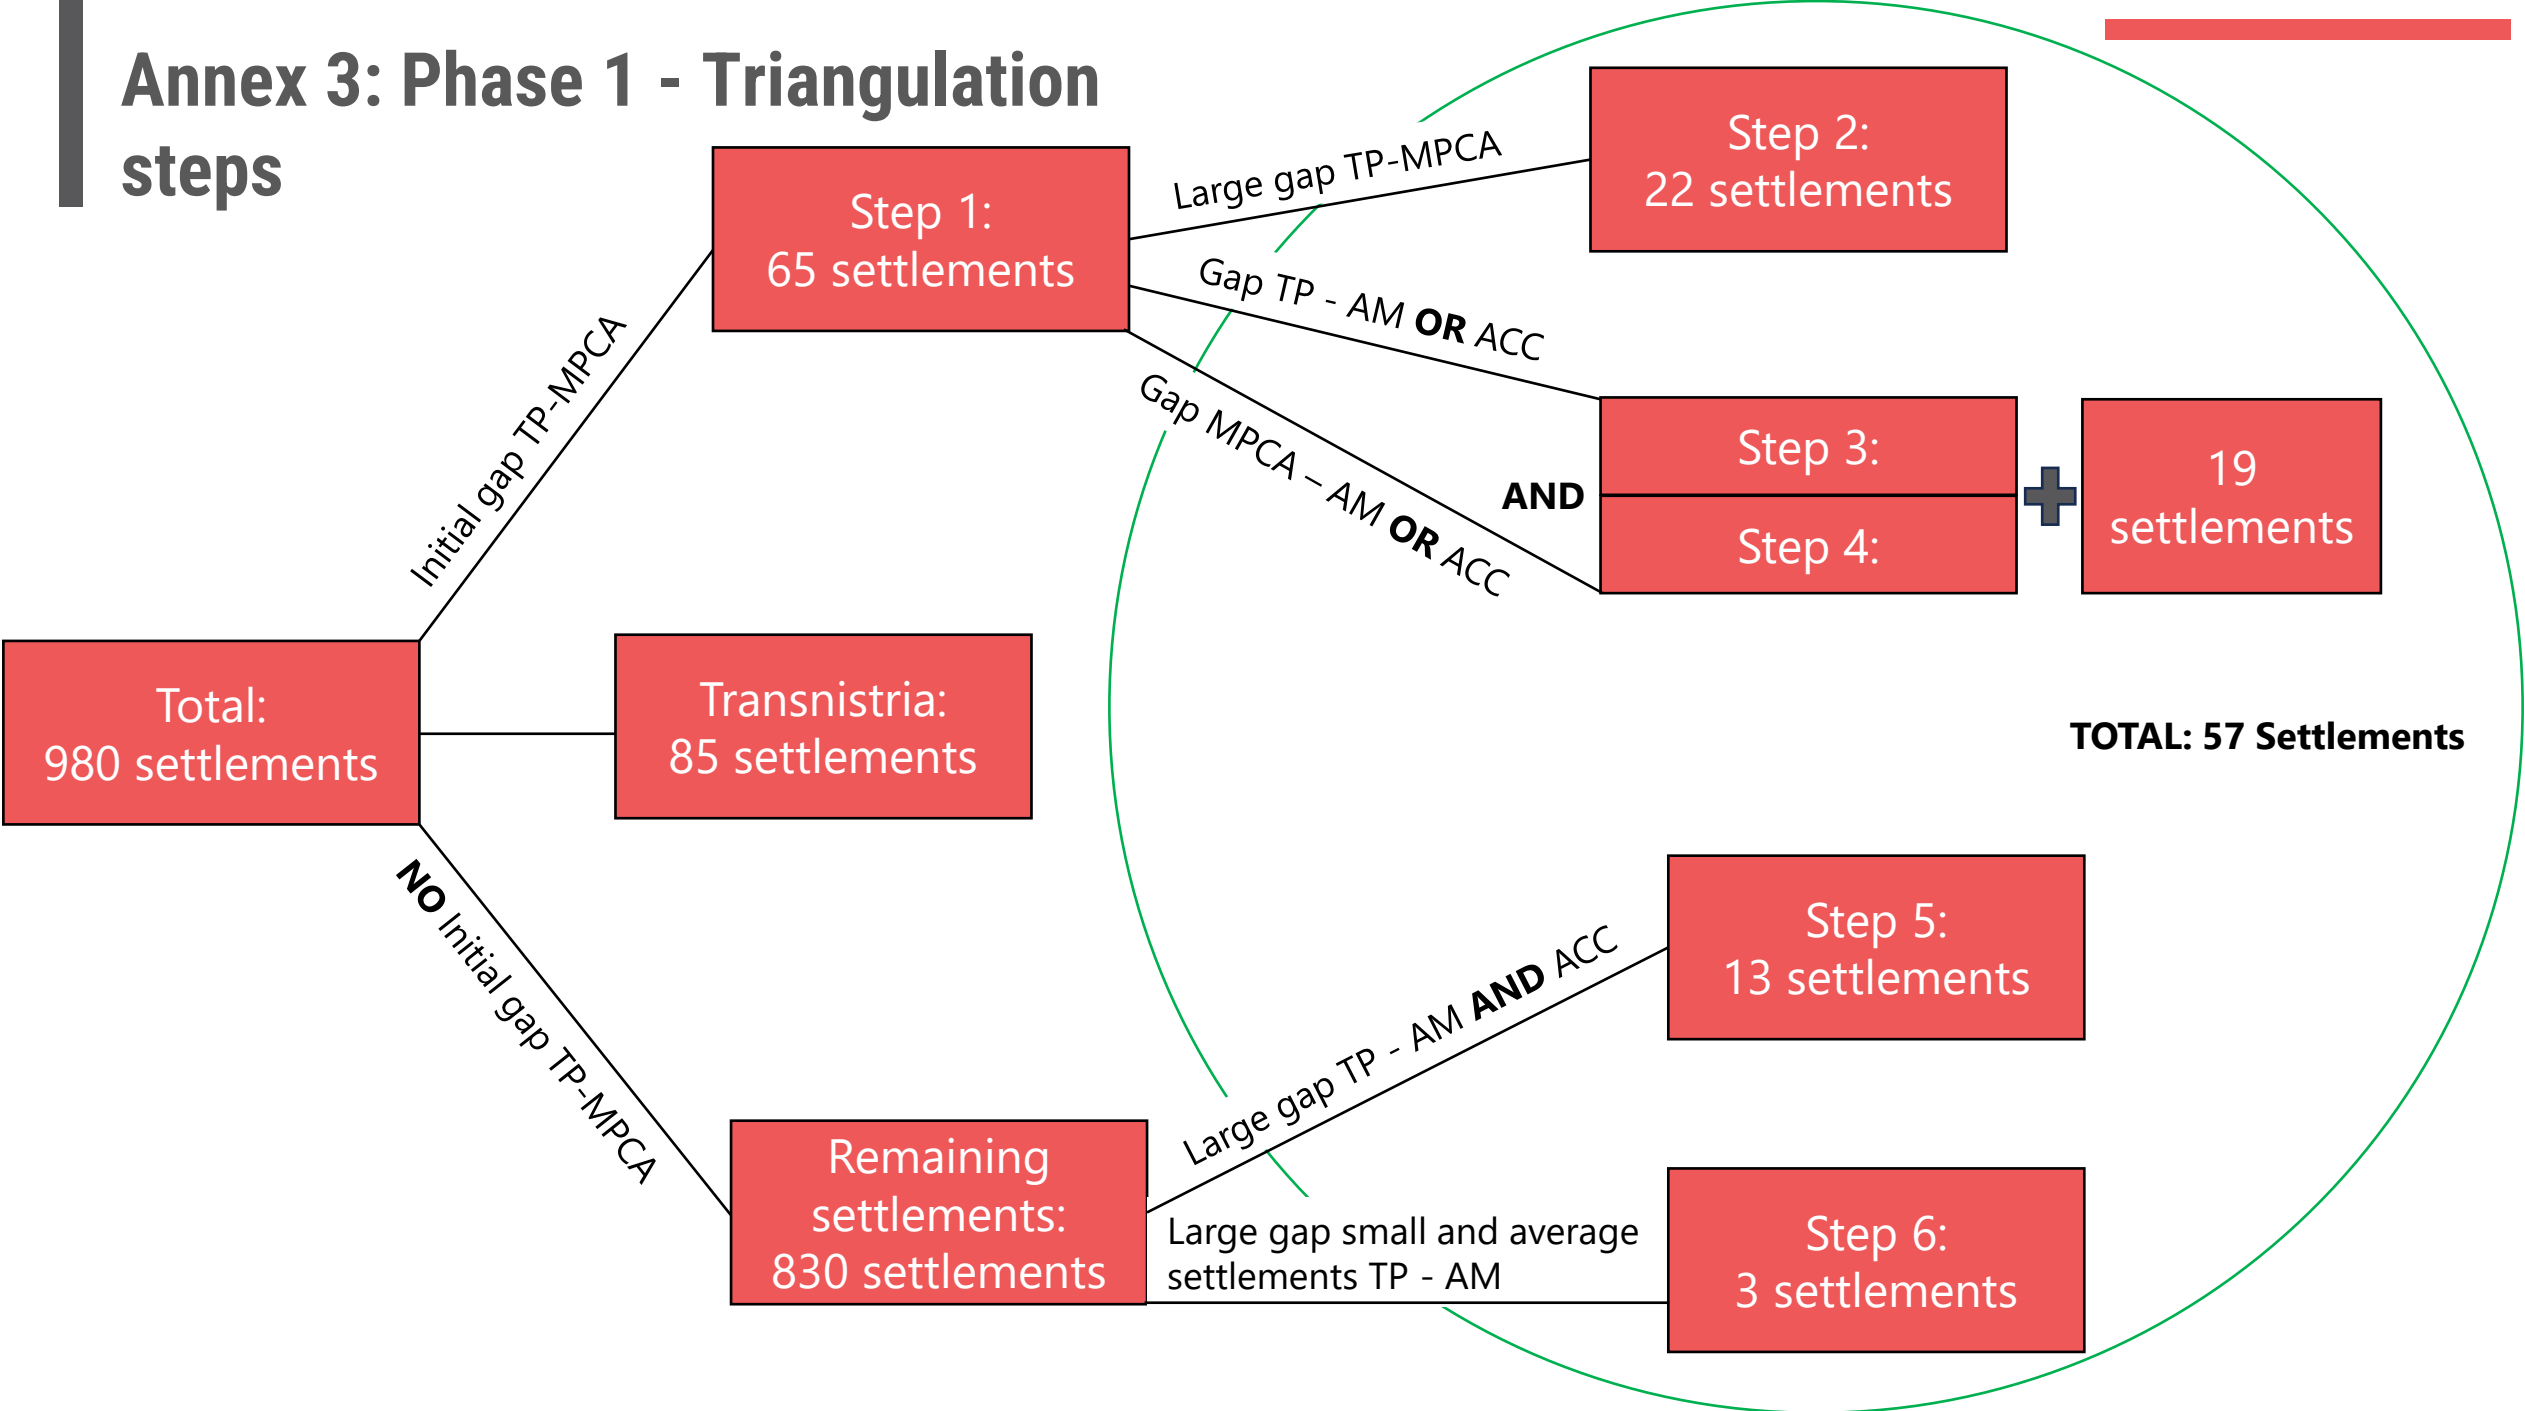 Annex 3: Phase 1 - Triangulation
steps
Step 1:
65 settlements
Large gap TP-MPCA
Step 2:
22 settlements
Gap TP - AM OR ACC
Gap MPCA – AM OR ACC
AND
Step 3:
Step 4:
19
settlements
Initial gap TP-MPCA
Total:
980 settlements
Transnistria:
85 settlements
TOTAL: 57 Settlements
NO Initial gap TP-MPCA
Remaining
settlements:
830 settlements
Large gap TP - AM AND ACC
Step 5:
13 settlements
Large gap small and average
settlements TP - AM
Step 6:
3 settlements